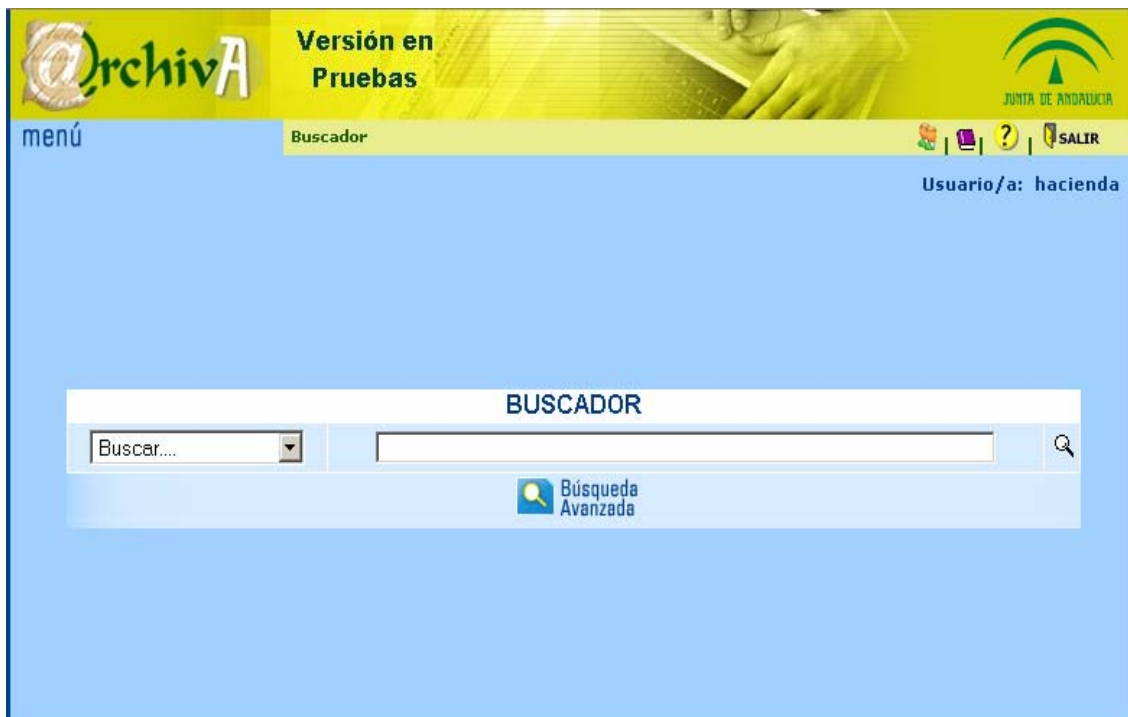 @rchivA
Versión en
Pruebas
JUNTA DE ANDALUCIA
menú
Buscador
?
SALIR
Usuario/a: hacienda
BUSCADOR
Buscar....
Búsqueda
Avanzada